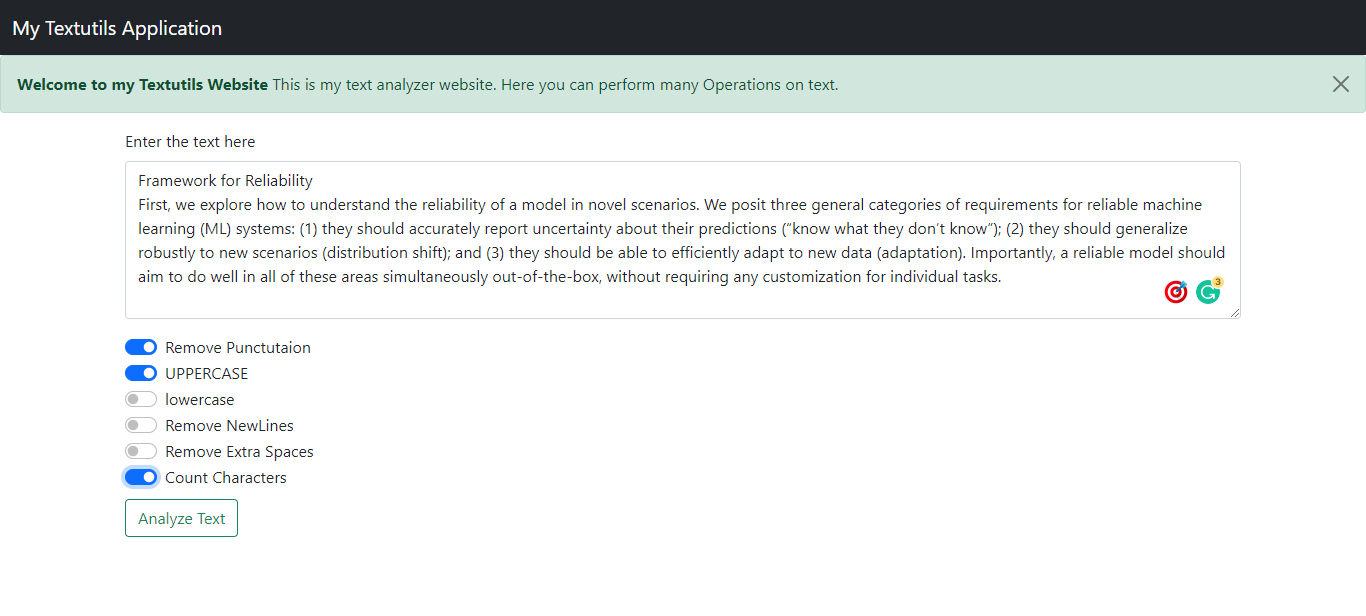 My Textutils Application
Welcome to my Textutils Website This is my text analyzer website. Here you can perform many Operations on text.
Enter the text here
Framework for Reliability
First, we explore how to understand the reliability of a model in novel scenarios. We posit three general categories of requirements for reliable machine
learning (ML) systems: (1) they should accurately report uncertainty about their predictions (“know what they don’t know”); (2) they should generalize
robustly to new scenarios (distribution shift); and (3) they should be able to efficiently adapt to new data (adaptation). Importantly, a reliable model should
aim to do well in all of these areas simultaneously out-of-the-box, without requiring any customization for individual tasks.
3
Remove Punctutaion
UPPERCASE
lowercase
Remove NewLines
Remove Extra Spaces
Count Characters
Analyze Text